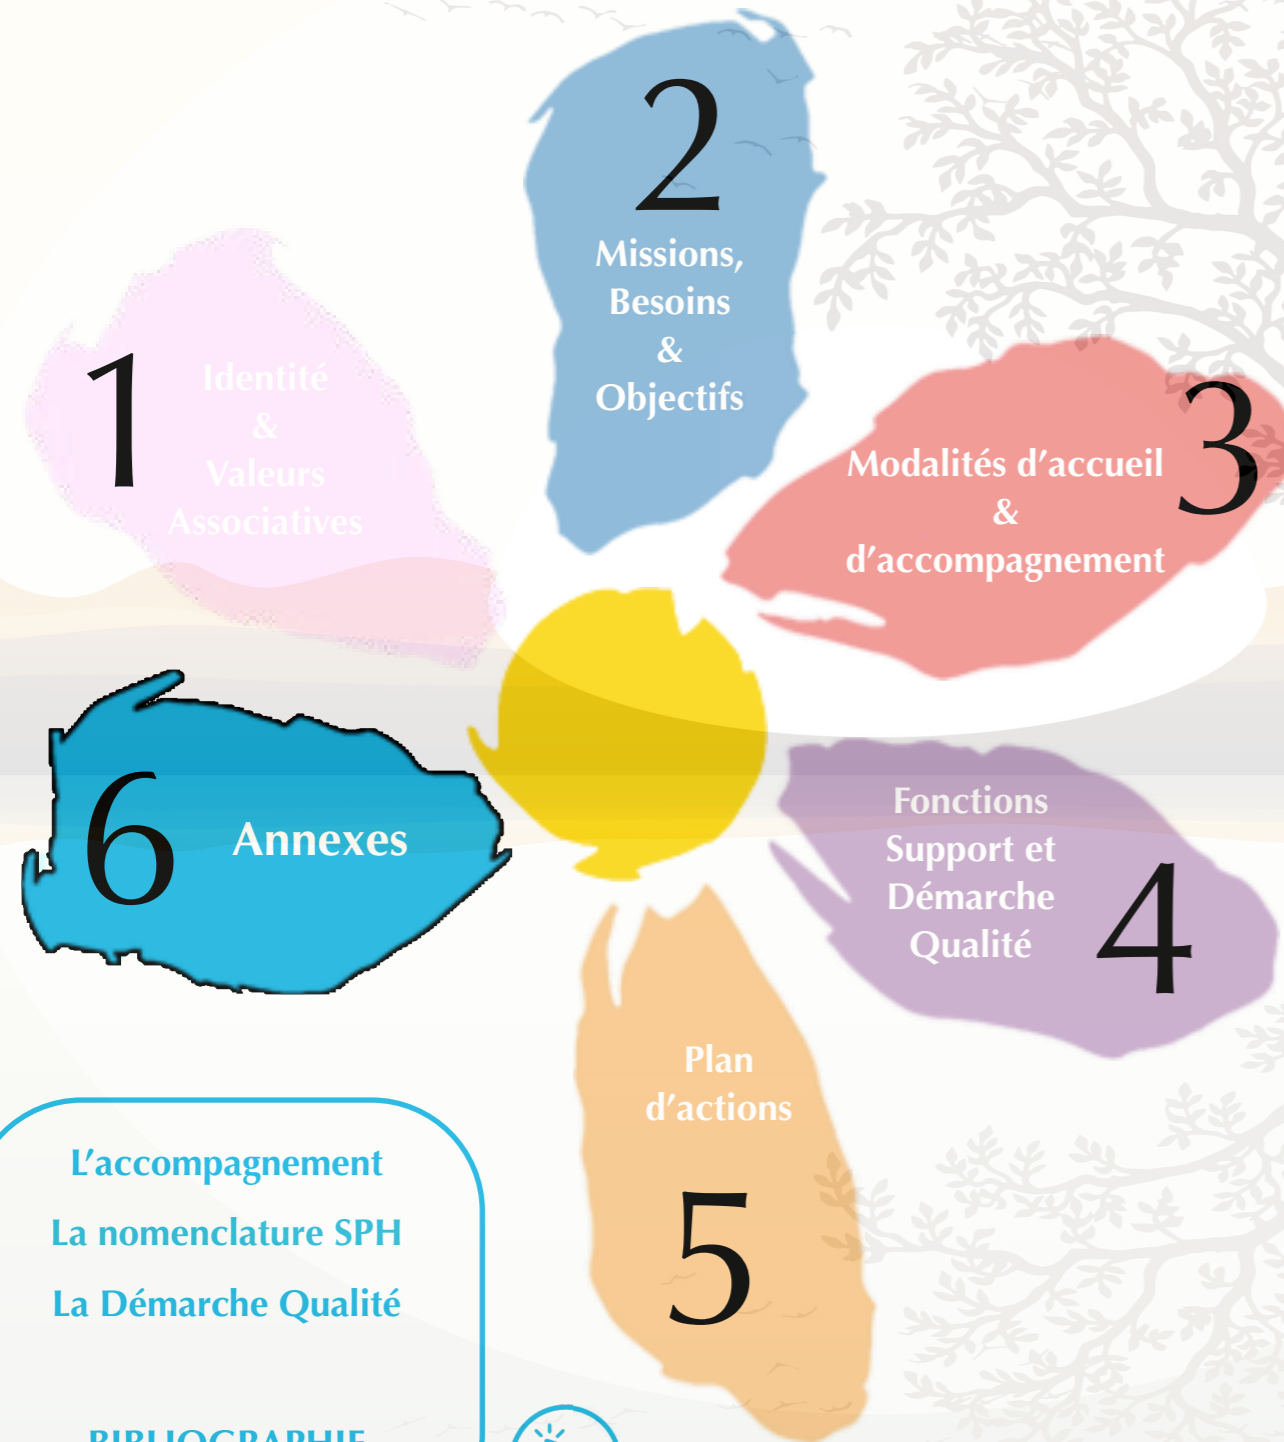 1
Identité
&
Valeurs
Associatives
2
Missions,
Besoins
&
Objectifs
3
Modalités d'accueil
&
d'accompagnement
4
Fonctions
Support et
Démarche
Qualité
5
Plan
d'actions
6
Annexes
L'accompagnement
La nomenclature SPH
La Démarche Qualité
BIBLIOGRAPHIE